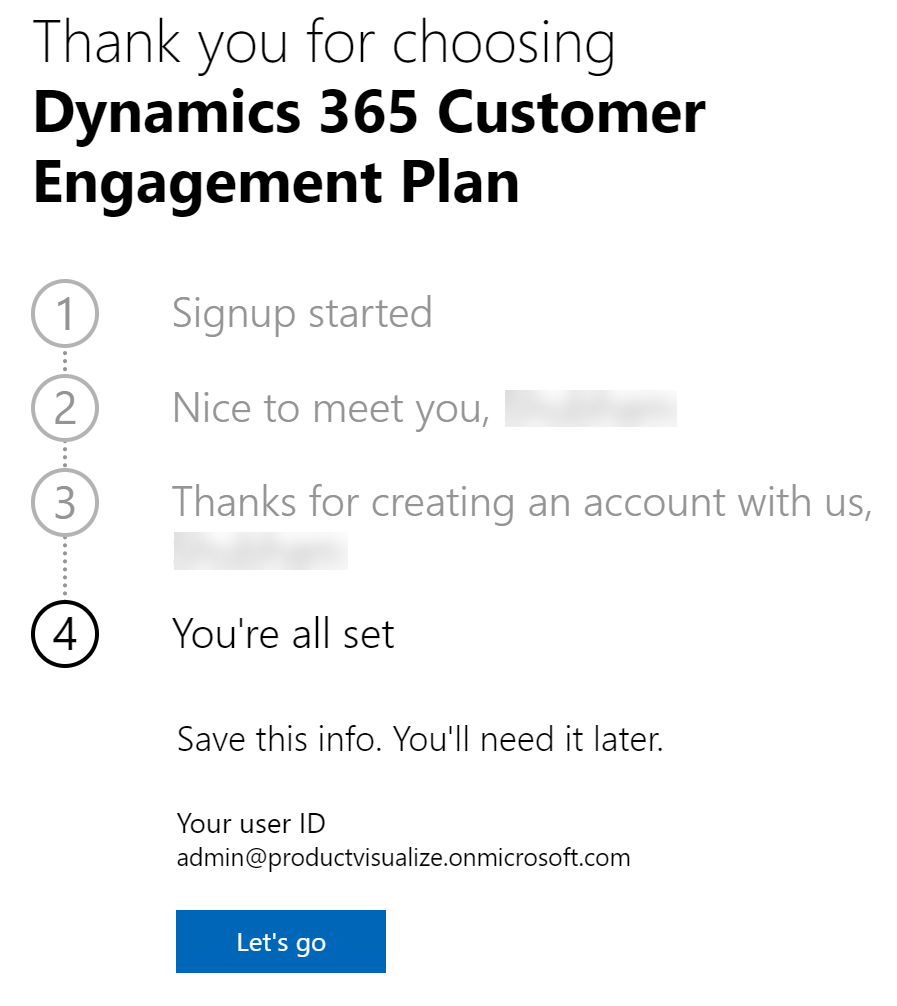 Thank you for choosing
Dynamics 365 Customer
Engagement Plan
1 Signup started
2 Nice to meet you,
3 Thanks for creating an account with us,
4 You're all set
Save this info. You'll need it later.
Your user ID
admin@productvisualize.onmicrosoft.com
Let's go